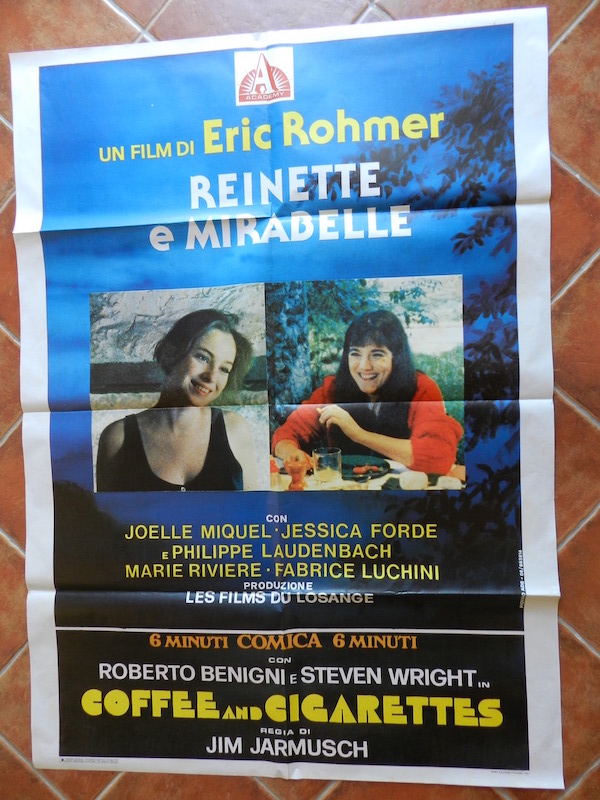 A
ACADEMY
UN FILM DI Eric Rohmer
REINETTE
e MIRABELLE
CON
JOELLE MIQUEL · JESSICA FORDE
E PHILIPPE LAUDENBACH
MARIE RIVIERE · FABRICE LUCHINI
PRODUZIONE
LES FILMS DU LOSANGE
6 MINUTI COMICA 6 MINUTI
CON
ROBERTO BENIGNI E STEVEN WRIGHT IN
COFFEE AND CIGARETTES
REGIA DI
JIM JARMUSCH